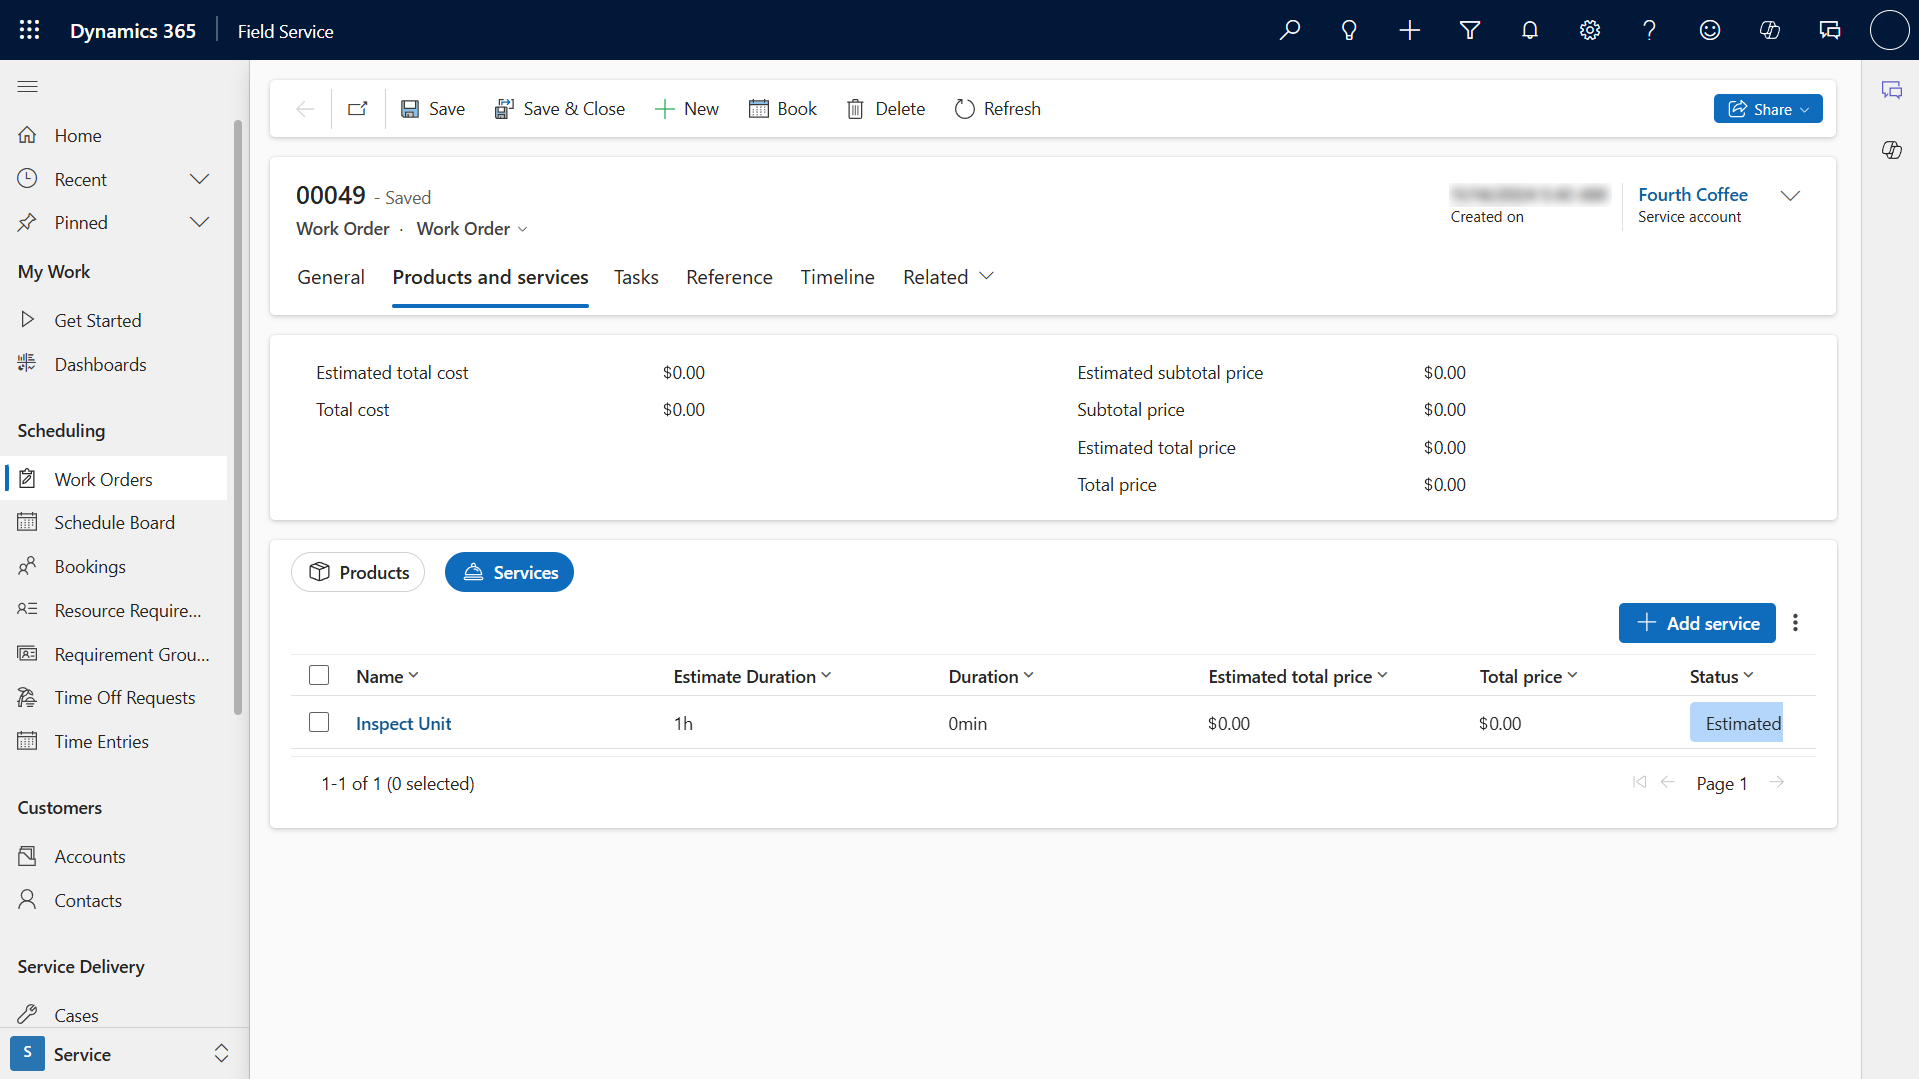 Dynamics 365 Field Service
Home
Recent
Pinned
My Work
Get Started
Dashboards
Scheduling
Work Orders
Schedule Board
Bookings
Resource Require...
Requirement Grou...
Time Off Requests
Time Entries
Customers
Accounts
Contacts
Service Delivery
Cases
S Service
Save Save & Close New Book Delete Refresh Share
00049 - Saved
Work Order · Work Order
Created on
Fourth Coffee
Service account
General Products and services Tasks Reference Timeline Related
Estimated total cost $0.00
Total cost $0.00
Estimated subtotal price $0.00
Subtotal price $0.00
Estimated total price $0.00
Total price $0.00
Products Services
Add service
Name Estimate Duration Duration Estimated total price Total price Status
Inspect Unit 1h 0min $0.00 $0.00 Estimated
1-1 of 1 (0 selected) Page 1